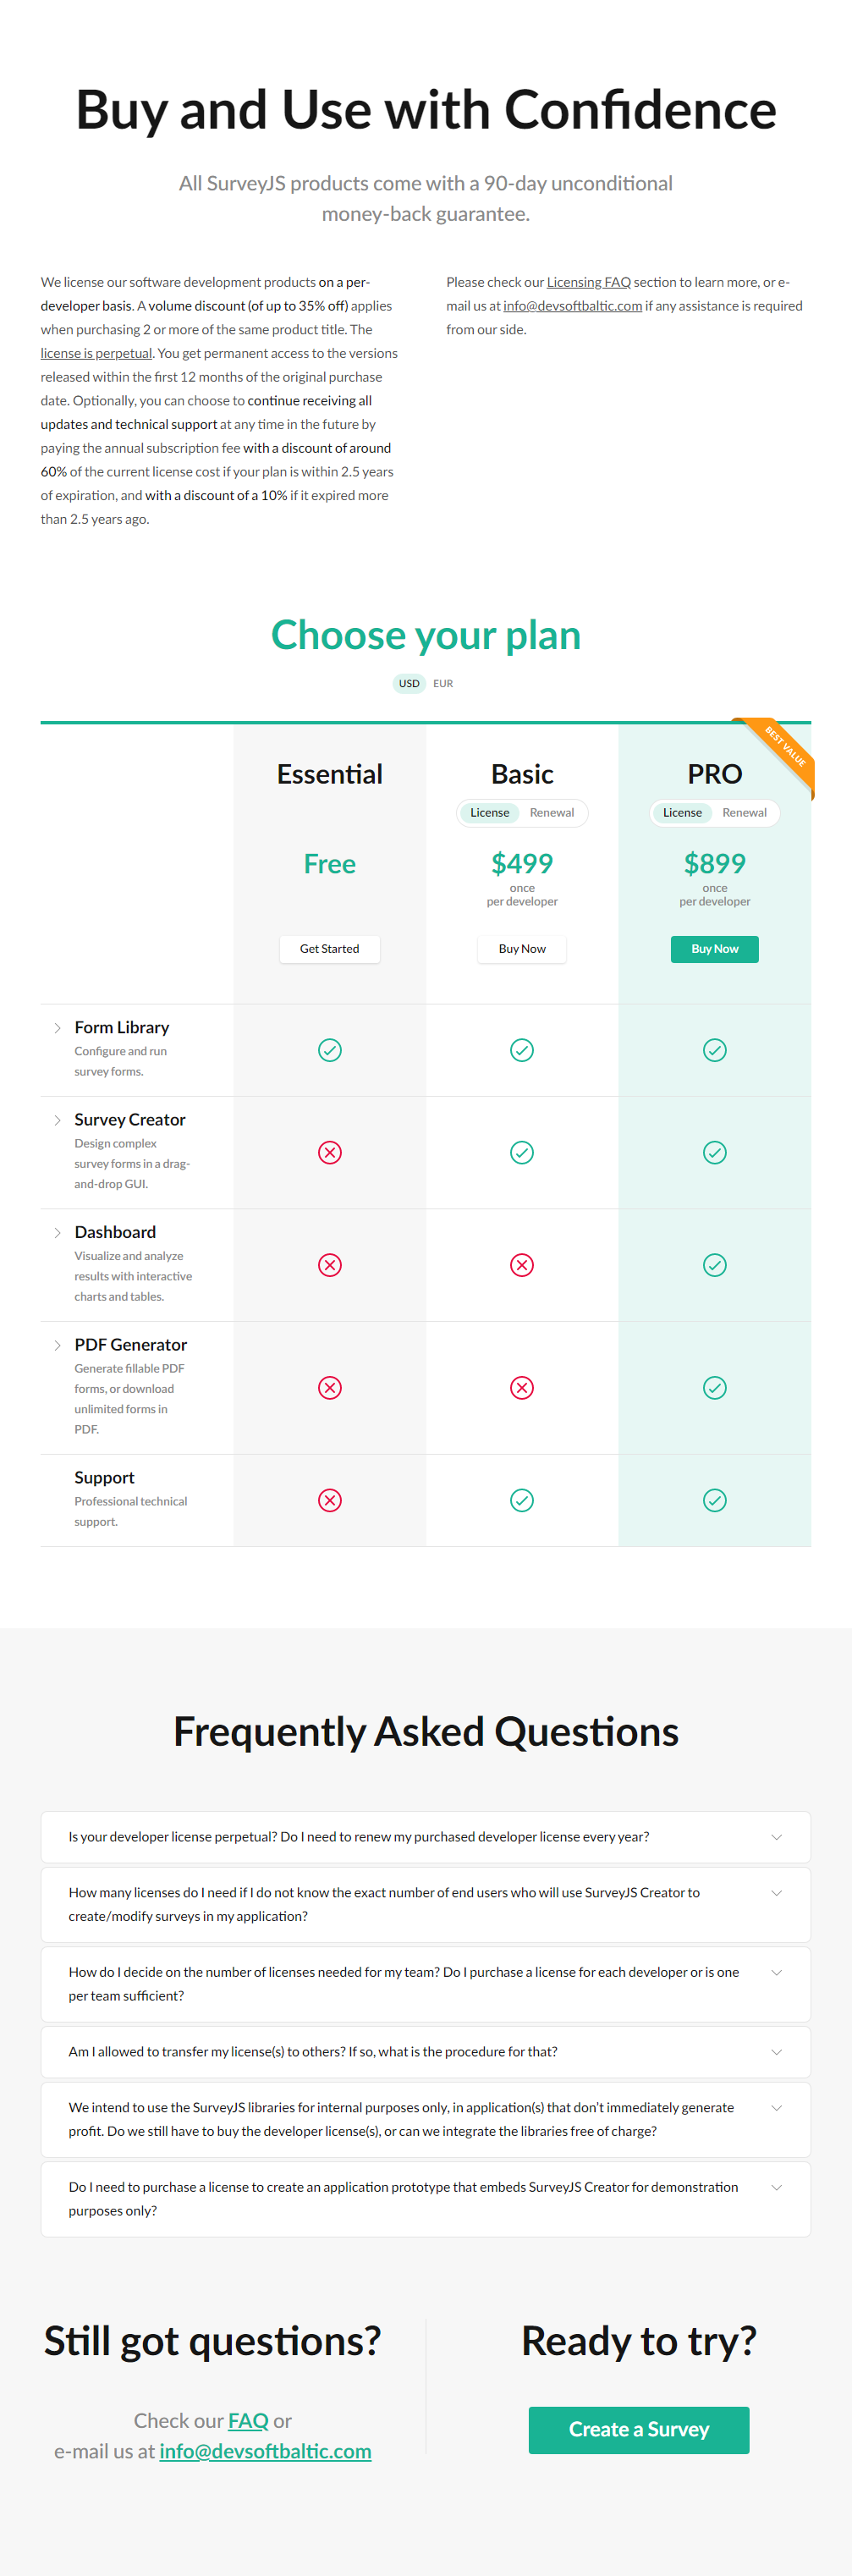 Buy and Use with Confidence
All SurveyJS products come with a 90-day unconditional
money-back guarantee.
We license our software development products on a per-
developer basis. A volume discount (of up to 35% off) applies
when purchasing 2 or more of the same product title. The
license is perpetual. You get permanent access to the versions
released within the first 12 months of the original purchase
date. Optionally, you can choose to continue receiving all
updates and technical support at any time in the future by
paying the annual subscription fee with a discount of around
60% of the current license cost if your plan is within 2.5 years
of expiration, and with a discount of a 10% if it expired more
than 2.5 years ago.
Please check our Licensing FAQ section to learn more, or e-
mail us at info@devsoftbaltic.com if any assistance is required
from our side.
Choose your plan
USD EUR
BEST VALUE
Essential
Free
Get Started
Basic
License Renewal
$499
once
per developer
Buy Now
PRO
License Renewal
$899
once
per developer
Buy Now
Form Library
Configure and run
survey forms.
Survey Creator
Design complex
survey forms in a drag-
and-drop GUI.
Dashboard
Visualize and analyze
results with interactive
charts and tables.
PDF Generator
Generate fillable PDF
forms, or download
unlimited forms in
PDF.
Support
Professional technical
support.
Frequently Asked Questions
Is your developer license perpetual? Do I need to renew my purchased developer license every year?
How many licenses do I need if I do not know the exact number of end users who will use SurveyJS Creator to
create/modify surveys in my application?
How do I decide on the number of licenses needed for my team? Do I purchase a license for each developer or is one
per team sufficient?
Am I allowed to transfer my license(s) to others? If so, what is the procedure for that?
We intend to use the SurveyJS libraries for internal purposes only, in application(s) that don't immediately generate
profit. Do we still have to buy the developer license(s), or can we integrate the libraries free of charge?
Do I need to purchase a license to create an application prototype that embeds SurveyJS Creator for demonstration
purposes only?
Still got questions?
Check our FAQ or
e-mail us at info@devsoftbaltic.com
Ready to try?
Create a Survey